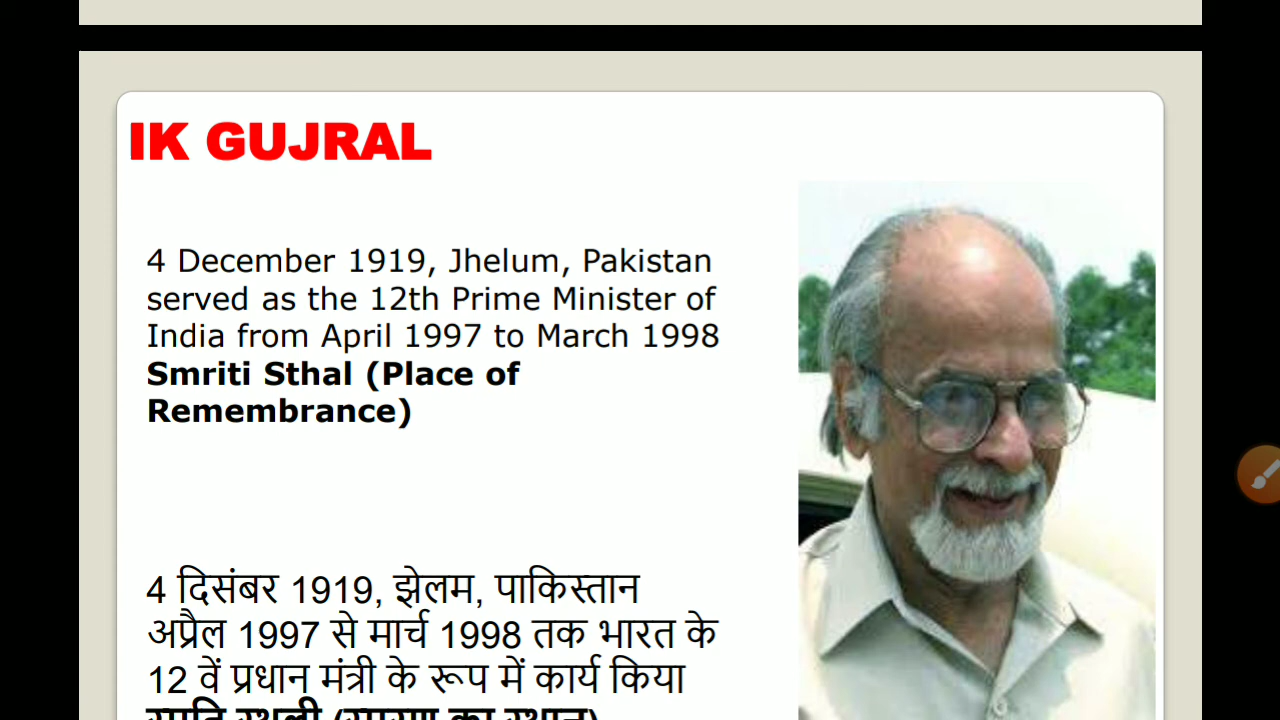 IK GUJRAL
4 December 1919, Jhelum, Pakistan
served as the 12th Prime Minister of
India from April 1997 to March 1998
Smriti Sthal (Place of
Remembrance)
4 दिसंबर 1919, झेलम, पाकिस्तान
अप्रैल 1997 से मार्च 1998 तक भारत के
12 वें प्रधान मंत्री के रूप में कार्य किया